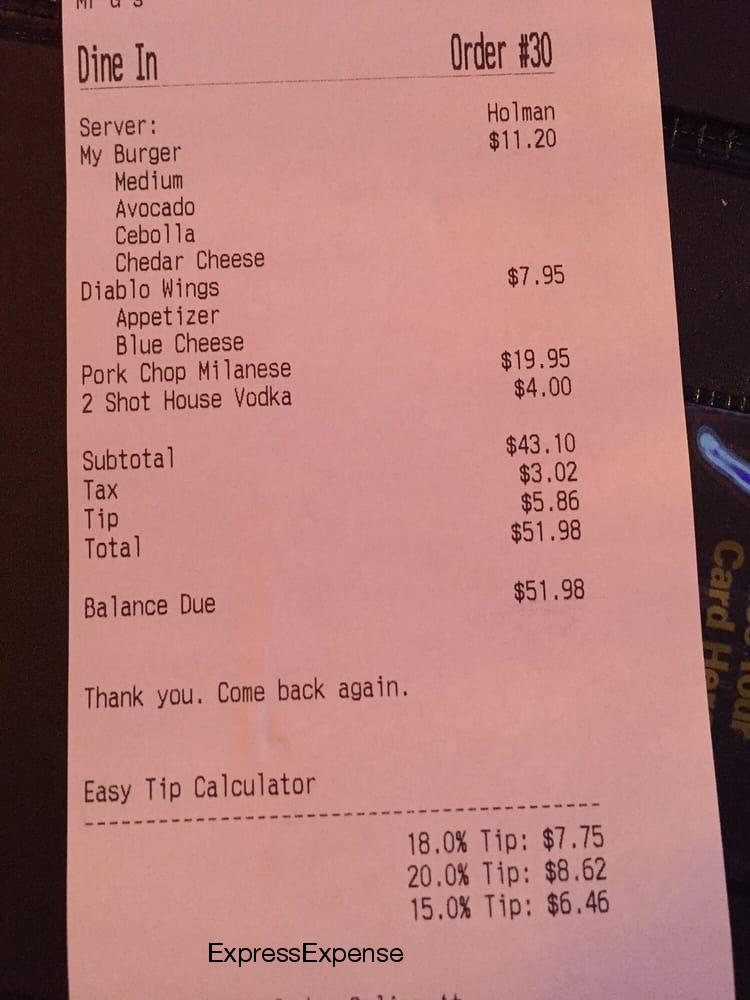 Mr G's
Dine In Order #30
Server: Holman
My Burger $11.20
Medium
Avocado
Cebolla
Chedar Cheese
Diablo Wings $7.95
Appetizer
Blue Cheese
Pork Chop Milanese $19.95
2 Shot House Vodka $4.00
Subtotal $43.10
Tax $3.02
Tip $5.86
Total $51.98
Balance Due $51.98
Thank you. Come back again.
Easy Tip Calculator
18.0% Tip: $7.75
20.0% Tip: $8.62
15.0% Tip: $6.46
ExpressExpense
Card